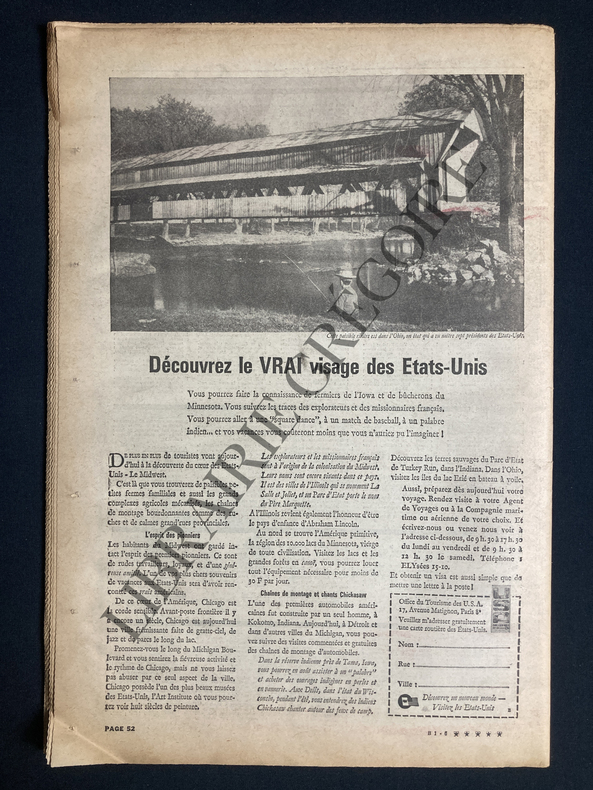 Cette paisible rivière est dans l'Ohio, un état qui a vu naître sept présidents des Etats-Unis.
Découvrez le VRAI visage des Etats-Unis
Vous pourrez faire la connaissance de fermiers de l'Iowa et de bûcherons du
Minnesota. Vous suivrez les traces des explorateurs et des missionnaires français.
Vous pourrez aller à une "square dance", à un match de baseball, à un palabre
indien... et vos vacances vous coûteront moins que vous n'auriez pu l'imaginer !
DE PLUS EN PLUS de touristes vont aujour-
d'hui à la découverte du cœur des Etats-
Unis - Le Midwest.
C'est là que vous trouverez de paisibles pe-
tites fermes familiales et aussi les grands
complexes agricoles mécanisés, des chaînes
de montage bourdonnantes comme des ru-
ches et de calmes grand'rues provinciales.
L'esprit des pionniers
Les habitants du Midwest ont gardé in-
tact l'esprit des premiers pionniers. Ce sont
de rudes travailleurs, loyaux et d'une géné-
reuse amitié. L'un de vos plus chers souvenirs
de vacances aux Etats-Unis sera d'avoir ren-
contré de vrais américains.
De ce cœur de l'Amérique, Chicago est
la corde sensible. Avant-poste frontière il y
a encore un siècle, Chicago est aujourd'hui
une ville frémissante faite de gratte-ciel, de
jazz et de parcs le long du lac.
Promenez-vous le long du Michigan Bou-
levard et vous sentirez la fiévreuse activité et
le rythme de Chicago, mais ne vous laissez
pas abuser par ce seul aspect de la ville.
Chicago possède l'un des plus beaux musées
des Etats-Unis, l'Art Institute où vous pour-
rez voir huit siècles de peinture.
Les explorateurs et les missionnaires français
sont à l'origine de la colonisation du Midwest.
Leurs noms sont encore vivants dans ce pays.
Il est des villes de l'Illinois qui se nomment La
Salle et Joliet, et un Parc d'Etat porte le nom
du Père Marquette.
A l'Illinois revient également l'honneur d'être
le pays d'enfance d'Abraham Lincoln.
Au nord se trouve l'Amérique primitive,
la région des 10.000 lacs du Minnesota, vierge
de toute civilisation. Visitez les lacs et les
grandes forêts en canoë, vous pourrez louer
tout l'équipement nécessaire pour moins de
30 F par jour.
Chaînes de montage et chants Chickasaw
L'une des premières automobiles améri-
caines fut construite par un seul homme, à
Kokomo, Indiana. Aujourd'hui, à Détroit et
dans d'autres villes du Michigan, vous pou-
vez suivre des visites commentées et gratuites
des chaînes de montage d'automobiles.
Dans la réserve indienne près de Tama, Iowa,
vous pourrez en août assister à un "palabre"
et acheter des ouvrages indigènes en perles et
en vannerie. Aux Dells, dans l'état du Wis-
consin, pendant l'été, vous entendrez des indiens
Chickasaw chanter autour des feux de camp.
Découvrez les terres sauvages du Parc d'Etat
de Turkey Run, dans l'Indiana. Dans l'Ohio,
visitez les îles du lac Erié en bateau à voile.
Aussi, préparez dès aujourd'hui votre
voyage. Rendez visite à votre Agent
de Voyages ou à la Compagnie mari-
time ou aérienne de votre choix. Et
écrivez-nous ou venez nous voir à
l'adresse ci-dessous, de 9 h. 30 à 17 h. 30
du lundi au vendredi et de 9 h. 30 à
12 h. 30 le samedi. Téléphone :
ELYsées 75-10.
Et obtenir un visa est aussi simple que de
mettre une lettre à la poste !
Office du Tourisme des U.S.A.
17, Avenue Matignon, Paris 8e
Veuillez m'adresser gratuitement
une carte routière des Etats-Unis.
Nom :
Rue :
Ville :
Découvrez un nouveau monde —
Visitez les Etats-Unis
PAGE 52
LIBRAIRIE GRÉGOIRE